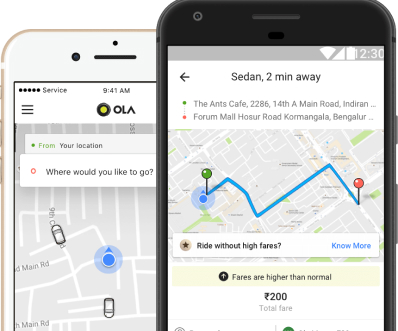 Service
9:41 AM
OLA
From Your location
Where would you like to go?
9th C
d Main Rd
h Main Rd
12:30
Sedan, 2 min away
The Ants Cafe, 2286, 14th A Main Road, Indiran ...
Forum Mall Hosur Road Kormangala, Bengalur ...
Ride without high fares?
Know More
Fares are higher than normal
₹200
Total fare